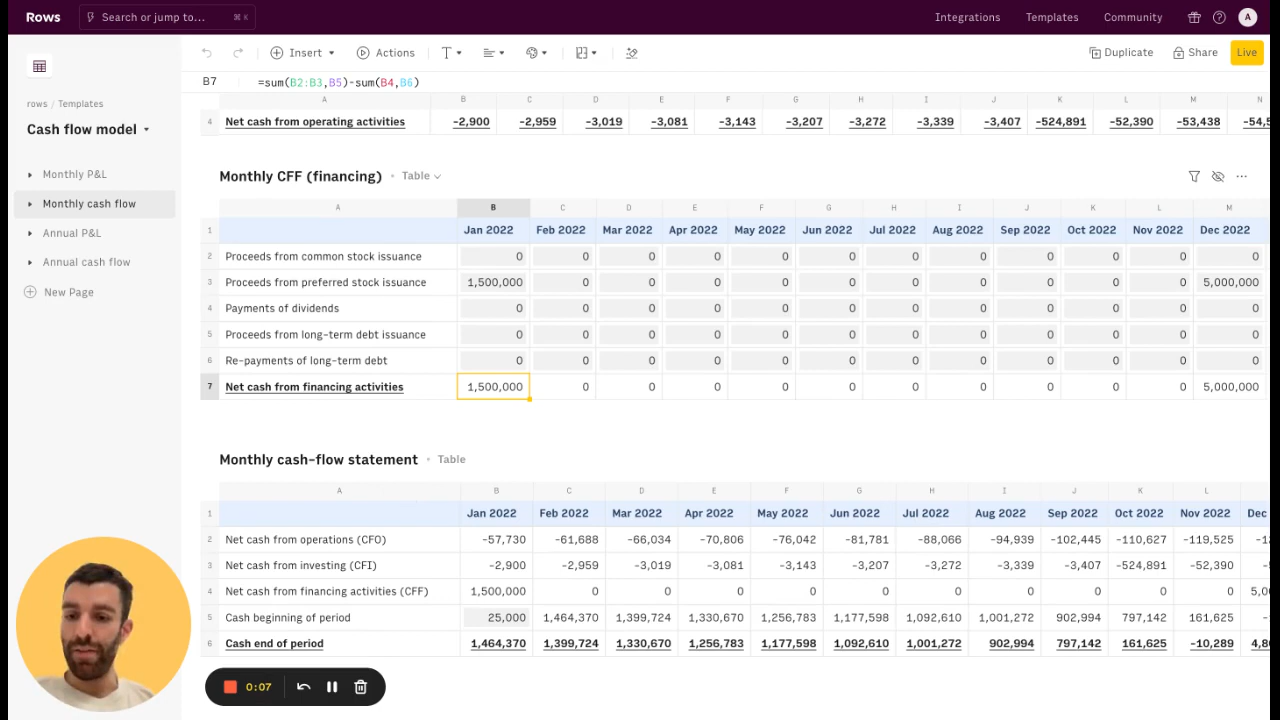 Rows Search or jump to... ⌘ K Integrations Templates Community A
Insert Actions T Duplicate Share Live
B7 =sum(B2:B3,B5)-sum(B4,B6)
rows / Templates
Cash flow model
Monthly P&L
Monthly cash flow
Annual P&L
Annual cash flow
New Page
A B C D E F G H I J K L M N
4 Net cash from operating activities -2,900 -2,959 -3,019 -3,081 -3,143 -3,207 -3,272 -3,339 -3,407 -524,891 -52,390 -53,438 -54,5
Monthly CFF (financing) • Table
A B C D E F G H I J K L M
1 Jan 2022 Feb 2022 Mar 2022 Apr 2022 May 2022 Jun 2022 Jul 2022 Aug 2022 Sep 2022 Oct 2022 Nov 2022 Dec 2022
2 Proceeds from common stock issuance 0 0 0 0 0 0 0 0 0 0 0 0
3 Proceeds from preferred stock issuance 1,500,000 0 0 0 0 0 0 0 0 0 0 5,000,000
4 Payments of dividends 0 0 0 0 0 0 0 0 0 0 0 0
5 Proceeds from long-term debt issuance 0 0 0 0 0 0 0 0 0 0 0 0
6 Re-payments of long-term debt 0 0 0 0 0 0 0 0 0 0 0 0
7 Net cash from financing activities 1,500,000 0 0 0 0 0 0 0 0 0 0 5,000,000
Monthly cash-flow statement • Table
A B C D E F G H I J K L
1 Jan 2022 Feb 2022 Mar 2022 Apr 2022 May 2022 Jun 2022 Jul 2022 Aug 2022 Sep 2022 Oct 2022 Nov 2022 Dec
2 Net cash from operations (CFO) -57,730 -61,688 -66,034 -70,806 -76,042 -81,781 -88,066 -94,939 -102,445 -110,627 -119,525
3 Net cash from investing (CFI) -2,900 -2,959 -3,019 -3,081 -3,143 -3,207 -3,272 -3,339 -3,407 -524,891 -52,390
4 Net cash from financing activities (CFF) 1,500,000 0 0 0 0 0 0 0 0 0 0 5,0
5 Cash beginning of period 25,000 1,464,370 1,399,724 1,330,670 1,256,783 1,177,598 1,092,610 1,001,272 902,994 797,142 161,625
6 Cash end of period 1,464,370 1,399,724 1,330,670 1,256,783 1,177,598 1,092,610 1,001,272 902,994 797,142 161,625 -10,289 4,8
0:07